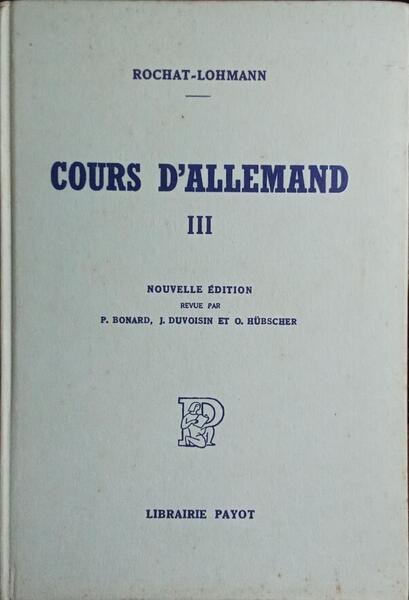 ROCHAT-LOHMANN
COURS D'ALLEMAND
III
NOUVELLE ÉDITION
REVUE PAR
P. BONARD, J. DUVOISIN ET O. HÜBSCHER
P
LIBRAIRIE PAYOT